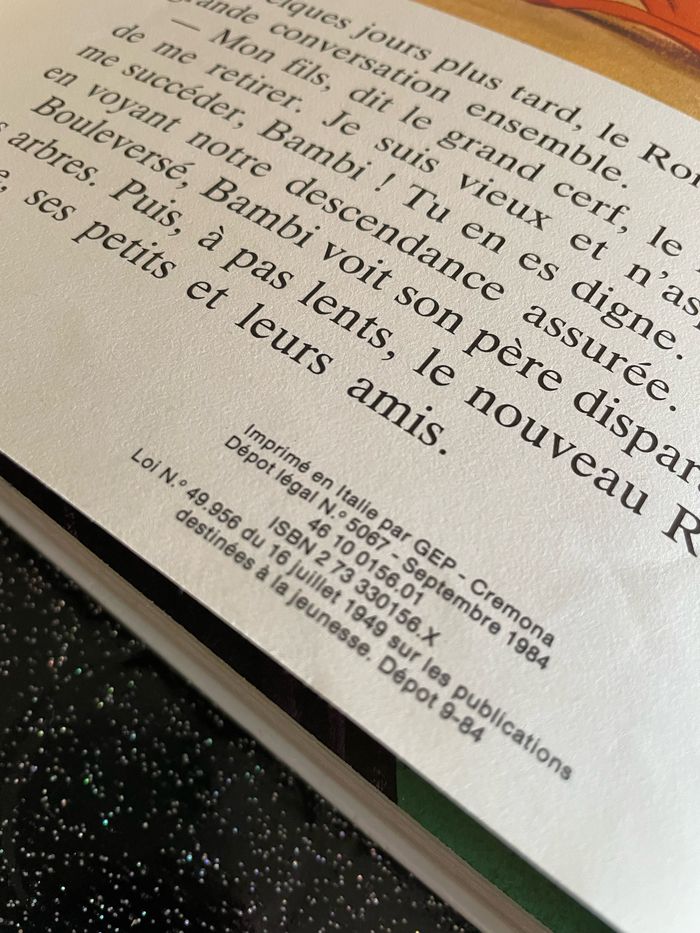 jours plus tard, le
grande conversation ensemble.
— Mon fils, dit le grand cerf, le
de me retirer. Je suis vieux et
me succéder, Bambi ! Tu en es digne.
en voyant notre descendance assurée.
Bouleversé, Bambi voit son père
arbres. Puis, à pas lents, le nouveau
ses petits et leurs amis.
Imprimé en Italie par GEP - Cremona
Dépot légal N.° 5067 - Septembre 1984
46 10 0156.01
ISBN 2 73 330156.X
Loi N.° 49.956 du 16 juillet 1949 sur les publications
destinées à la jeunesse. Dépot 9-84